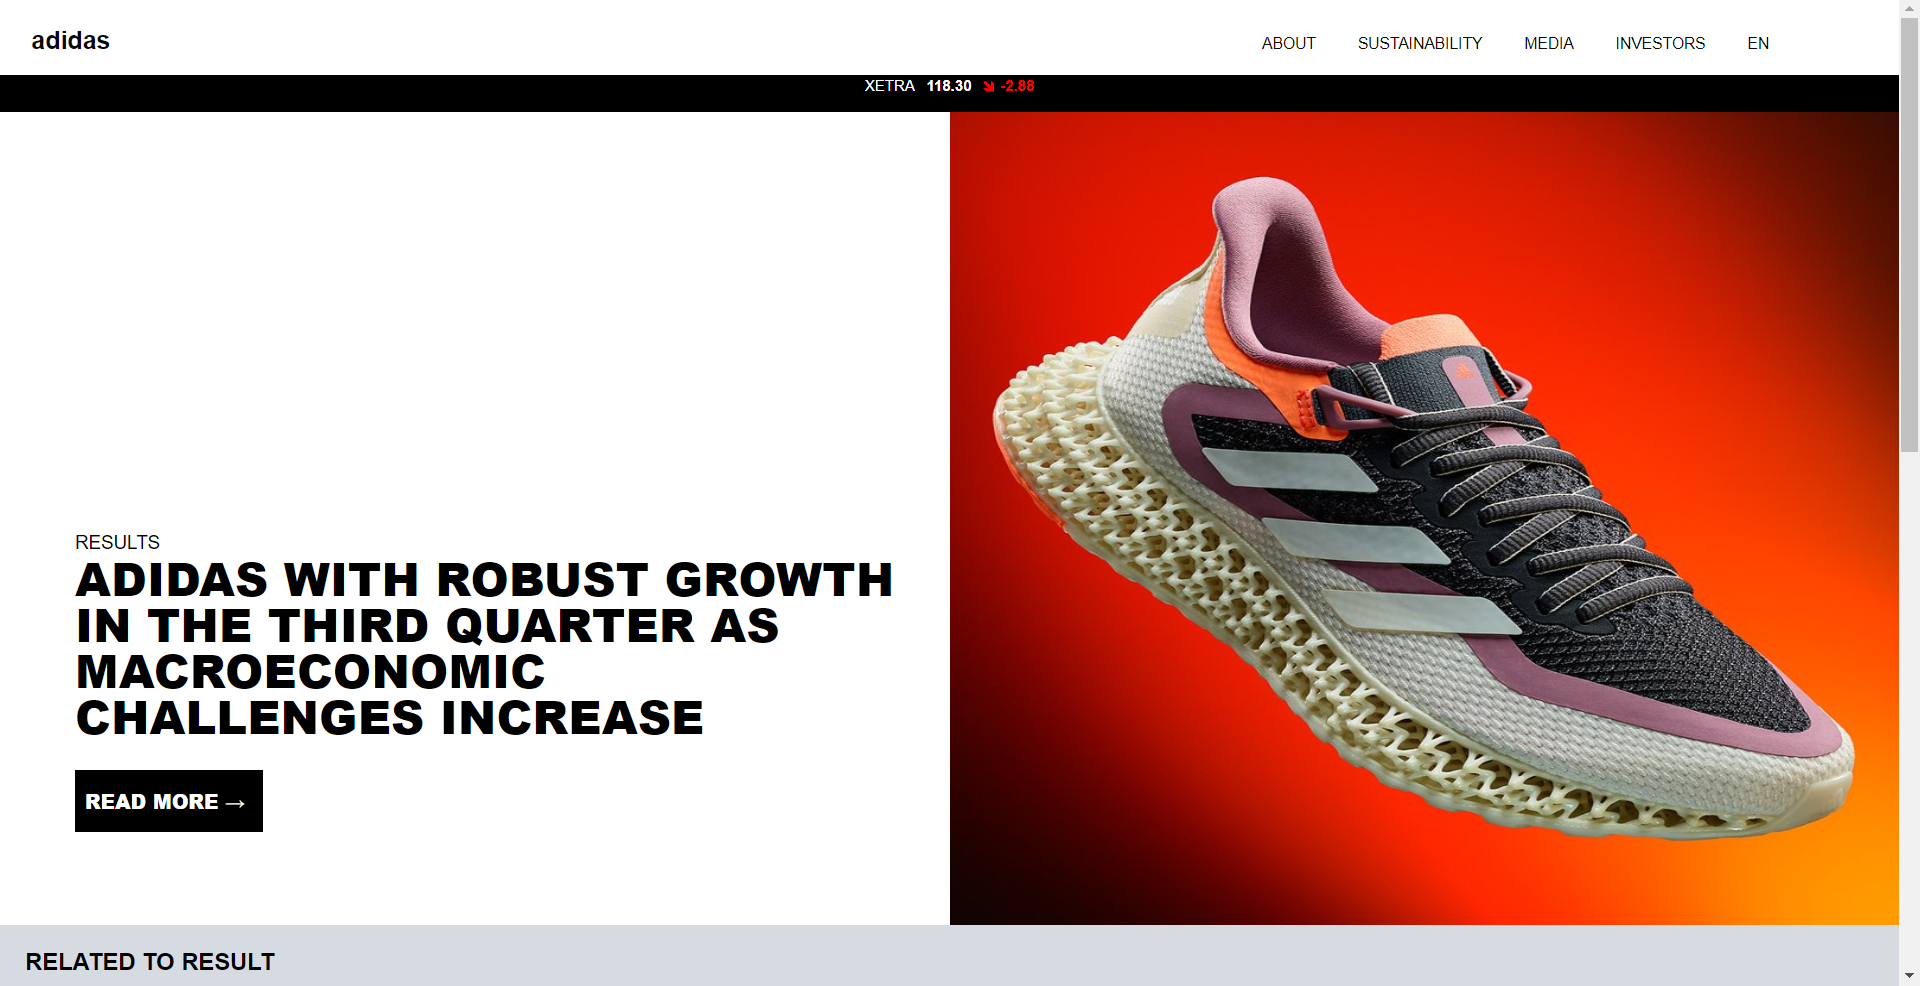 adidas
ABOUT SUSTAINABILITY MEDIA INVESTORS EN
XETRA 118.30 -2.88
RESULTS
ADIDAS WITH ROBUST GROWTH
IN THE THIRD QUARTER AS
MACROECONOMIC
CHALLENGES INCREASE
READ MORE →
RELATED TO RESULT